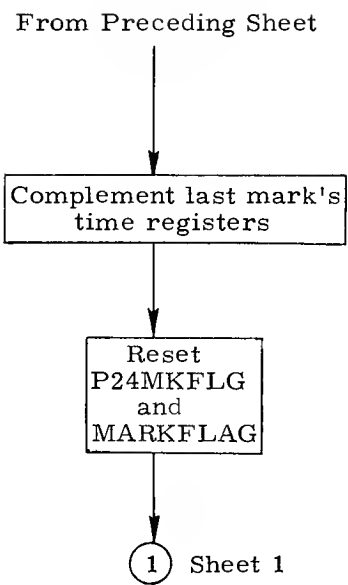 From Preceding Sheet
Complement last mark's
time registers
Reset
P24MKFLG
and
MARKFLAG
1 Sheet 1